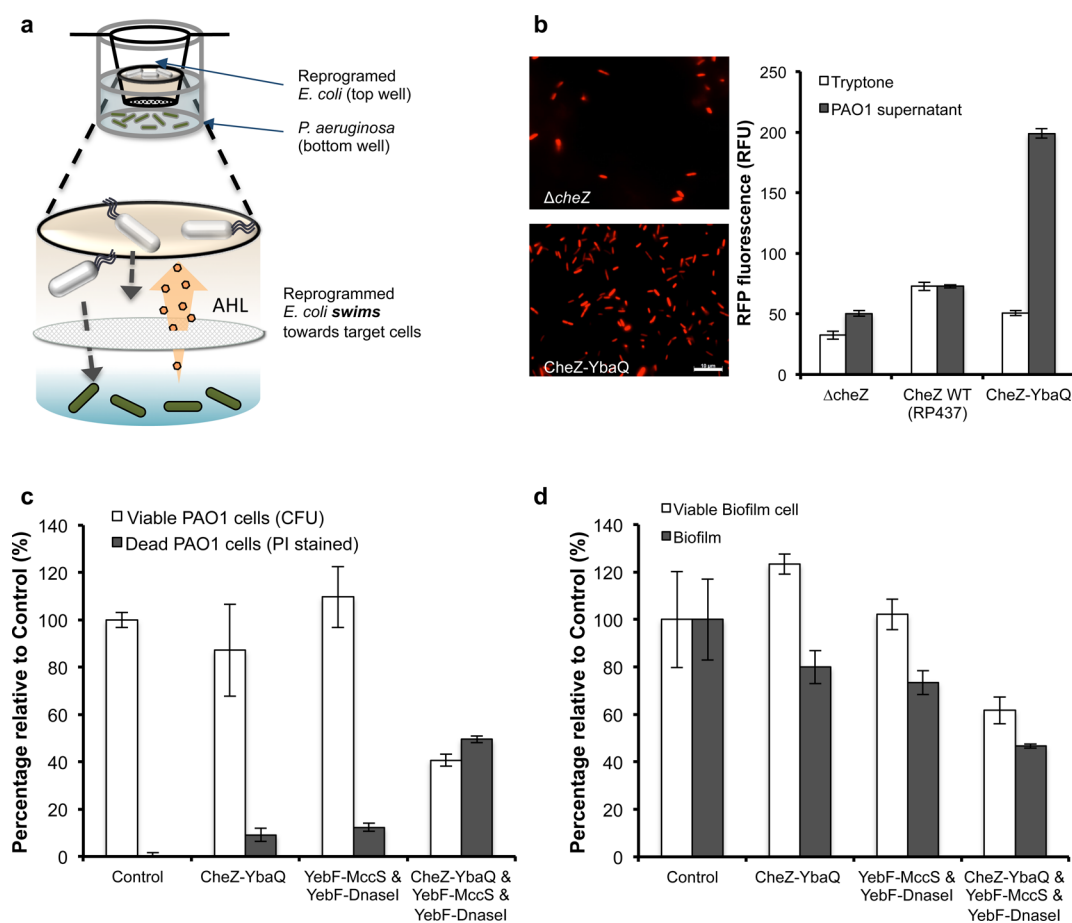 a
Reprogramed
E. coli (top well)
P. aeruginosa
(bottom well)
AHL
Reprogrammed
E. coli swims
towards target cells
b
ΔcheZ
CheZ-YbaQ
10 µm
RFP fluorescence (RFU)
250
200
150
100
50
0
Tryptone
PAO1 supernatant
ΔcheZ
CheZ WT
(RP437)
CheZ-YbaQ
c
Percentage relative to Control (%)
140
120
100
80
60
40
20
0
Viable PAO1 cells (CFU)
Dead PAO1 cells (PI stained)
Control
CheZ-YbaQ
YebF-MccS &
YebF-DnaseI
CheZ-YbaQ &
YebF-MccS &
YebF-DnaseI
d
Percentage relative to Control (%)
140
120
100
80
60
40
20
0
Viable Biofilm cell
Biofilm
Control
CheZ-YbaQ
YebF-MccS &
YebF-DnaseI
CheZ-YbaQ &
YebF-MccS &
YebF-DnaseI